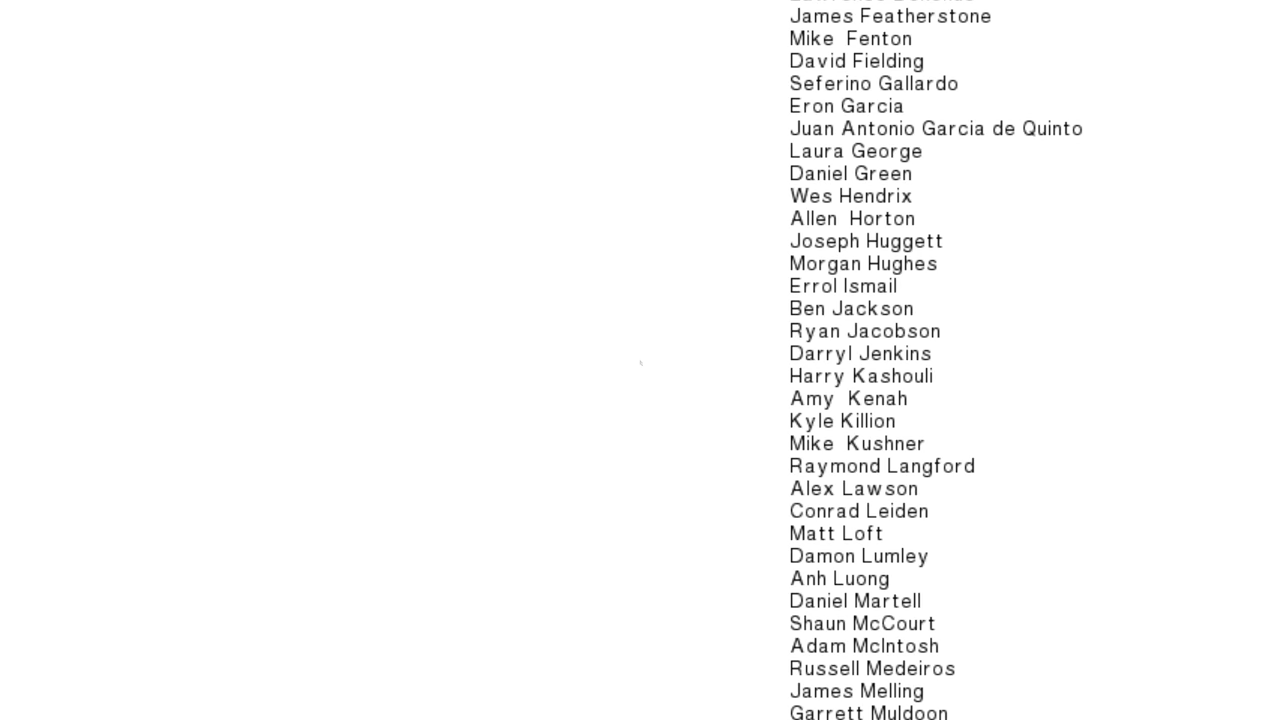 James Featherstone
Mike Fenton
David Fielding
Seferino Gallardo
Eron Garcia
Juan Antonio Garcia de Quinto
Laura George
Daniel Green
Wes Hendrix
Allen Horton
Joseph Huggett
Morgan Hughes
Errol Ismail
Ben Jackson
Ryan Jacobson
Darryl Jenkins
Harry Kashouli
Amy Kenah
Kyle Killion
Mike Kushner
Raymond Langford
Alex Lawson
Conrad Leiden
Matt Loft
Damon Lumley
Anh Luong
Daniel Martell
Shaun McCourt
Adam McIntosh
Russell Medeiros
James Melling
Garrett Muldoon